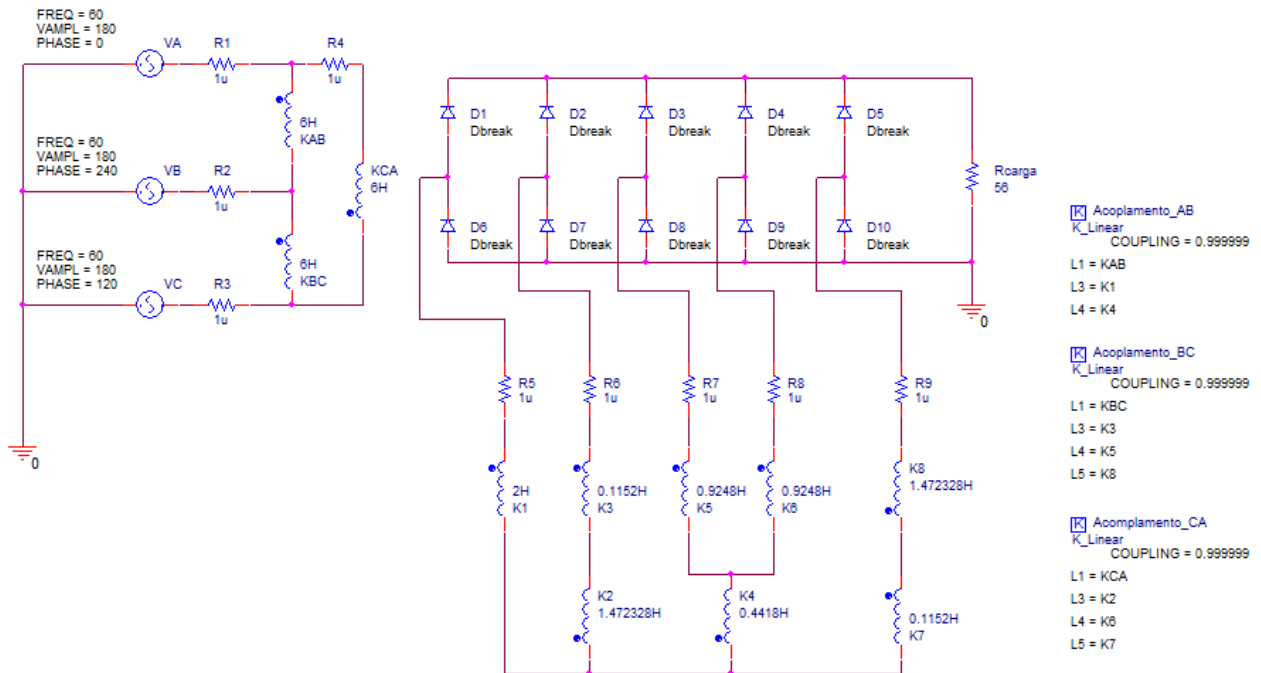 FREQ = 60
VAMPL = 180
PHASE = 0
VA
R1
1u
R4
1u
6H
KAB
FREQ = 60
VAMPL = 180
PHASE = 240
VB
R2
1u
KCA
6H
6H
KBC
FREQ = 60
VAMPL = 180
PHASE = 120
VC
R3
1u
0
D1
Dbreak
D2
Dbreak
D3
Dbreak
D4
Dbreak
D5
Dbreak
Rcarga
56
D6
Dbreak
D7
Dbreak
D8
Dbreak
D9
Dbreak
D10
Dbreak
0
R5
1u
R6
1u
R7
1u
R8
1u
R9
1u
2H
K1
0.1152H
K3
0.9248H
K5
0.9248H
K6
K8
1.472328H
K2
1.472328H
K4
0.4418H
0.1152H
K7
K Acoplamento_AB
K_Linear
COUPLING = 0.999999
L1 = KAB
L3 = K1
L4 = K4
K Acoplamento_BC
K_Linear
COUPLING = 0.999999
L1 = KBC
L3 = K3
L4 = K5
L5 = K8
K Acomplamento_CA
K_Linear
COUPLING = 0.999999
L1 = KCA
L3 = K2
L4 = K6
L5 = K7